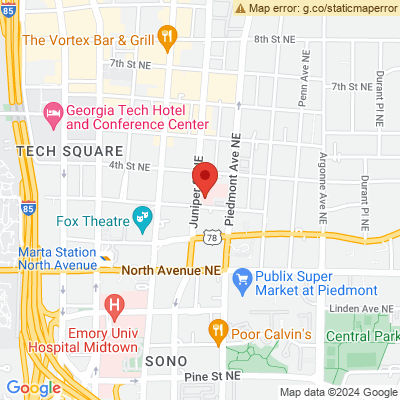 Map error: g.co/staticmaperror
8th St NE
The Vortex Bar & Grill
7th St NE
7th St NE
Penn Ave NE
Durant Pl NE
85
Georgia Tech Hotel
and Conference Center
TECH SQUARE
4th St NE
Juniper
NE
Piedmont Ave NE
Argonne Ave NE
Durant Pl NE
85
Fox Theatre
78
Marta Station
North Avenue
North Avenue NE
Publix Super
Market at Piedmont
Linden Ave NE
Emory Univ
Hospital Midtown
Poor Calvin's
Central Park
SONO
Pine St NE
Google
Map data ©2024 Google